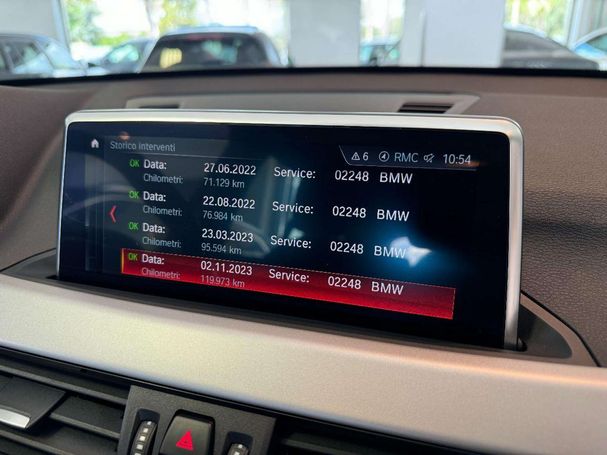 Storico interventi
6 RMC 10:54
OK Data: 27.06.2022 Service: 02248 BMW
Chilometri: 71.129 km
OK Data: 22.08.2022 Service: 02248 BMW
Chilometri: 76.984 km
OK Data: 23.03.2023 Service: 02248 BMW
Chilometri: 95.594 km
OK Data: 02.11.2023 Service: 02248 BMW
Chilometri: 119.973 km